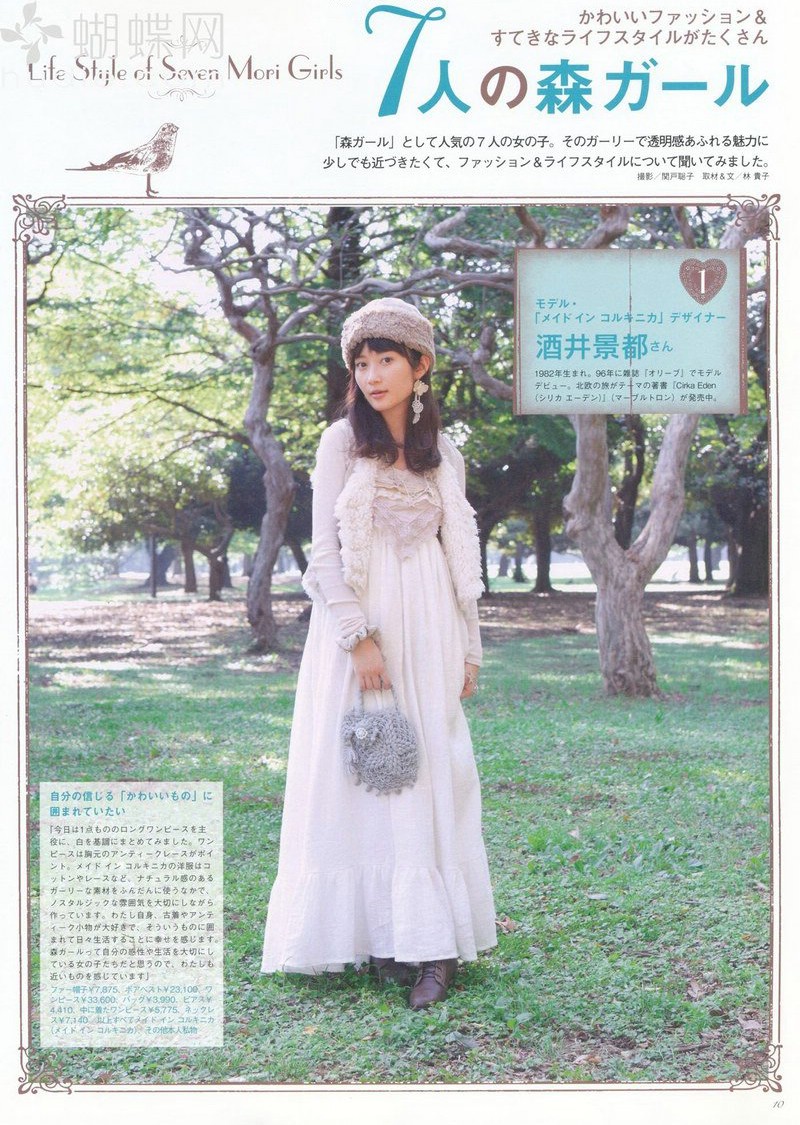 蝴蝶网
Life Style of Seven Mori Girls
かわいいファッション&
すてきなライフスタイルがたくさん
7人の森ガール
「森ガール」として人気の7人の女の子。そのガーリーで透明感あふれる魅力に
少しでも近づきたくて、ファッション&ライフスタイルについて聞いてみました。
撮影/関戸聡子 取材&文/林 貴子
1
モデル・
「メイド イン コルキニカ」デザイナー
酒井景都さん
1982年生まれ。96年に雑誌『オリーブ』でモデル
デビュー。北欧の旅がテーマの著書『Cirka Eden
(シリカ エーデン)』(マーブルトロン)が発売中。
自分の信じる「かわいいもの」に
囲まれていたい
「今日は1点もののロングワンピースを主
役に、白を基調にまとめてみました。ワン
ピースは胸元のアンティークレースがポイ
ント。メイド イン コルキニカの洋服はコ
ットンやレースなど、ナチュラル感のある
ガーリーな素材をふんだんに使うなかで、
ノスタルジックな雰囲気を大切にしながら
作っています。わたし自身、古着やアンテ
ィーク小物が大好きで、そういうものに囲
まれて日々生活することに幸せを感じます。
森ガールって自分の感性や生活を大切にし
ている女の子たちだと思うので、わたしも
近いものを感じています」
ファー帽子¥7,875、ボアベスト¥23,100、ワ
ンピース¥33,600、バッグ¥3,990、ピアス¥
4,410、中に着たワンピース¥5,775、ネックレ
ス¥7,140/以上すべてメイド イン コルキニカ
(メイド イン コルキニカ) その他本人私物
10